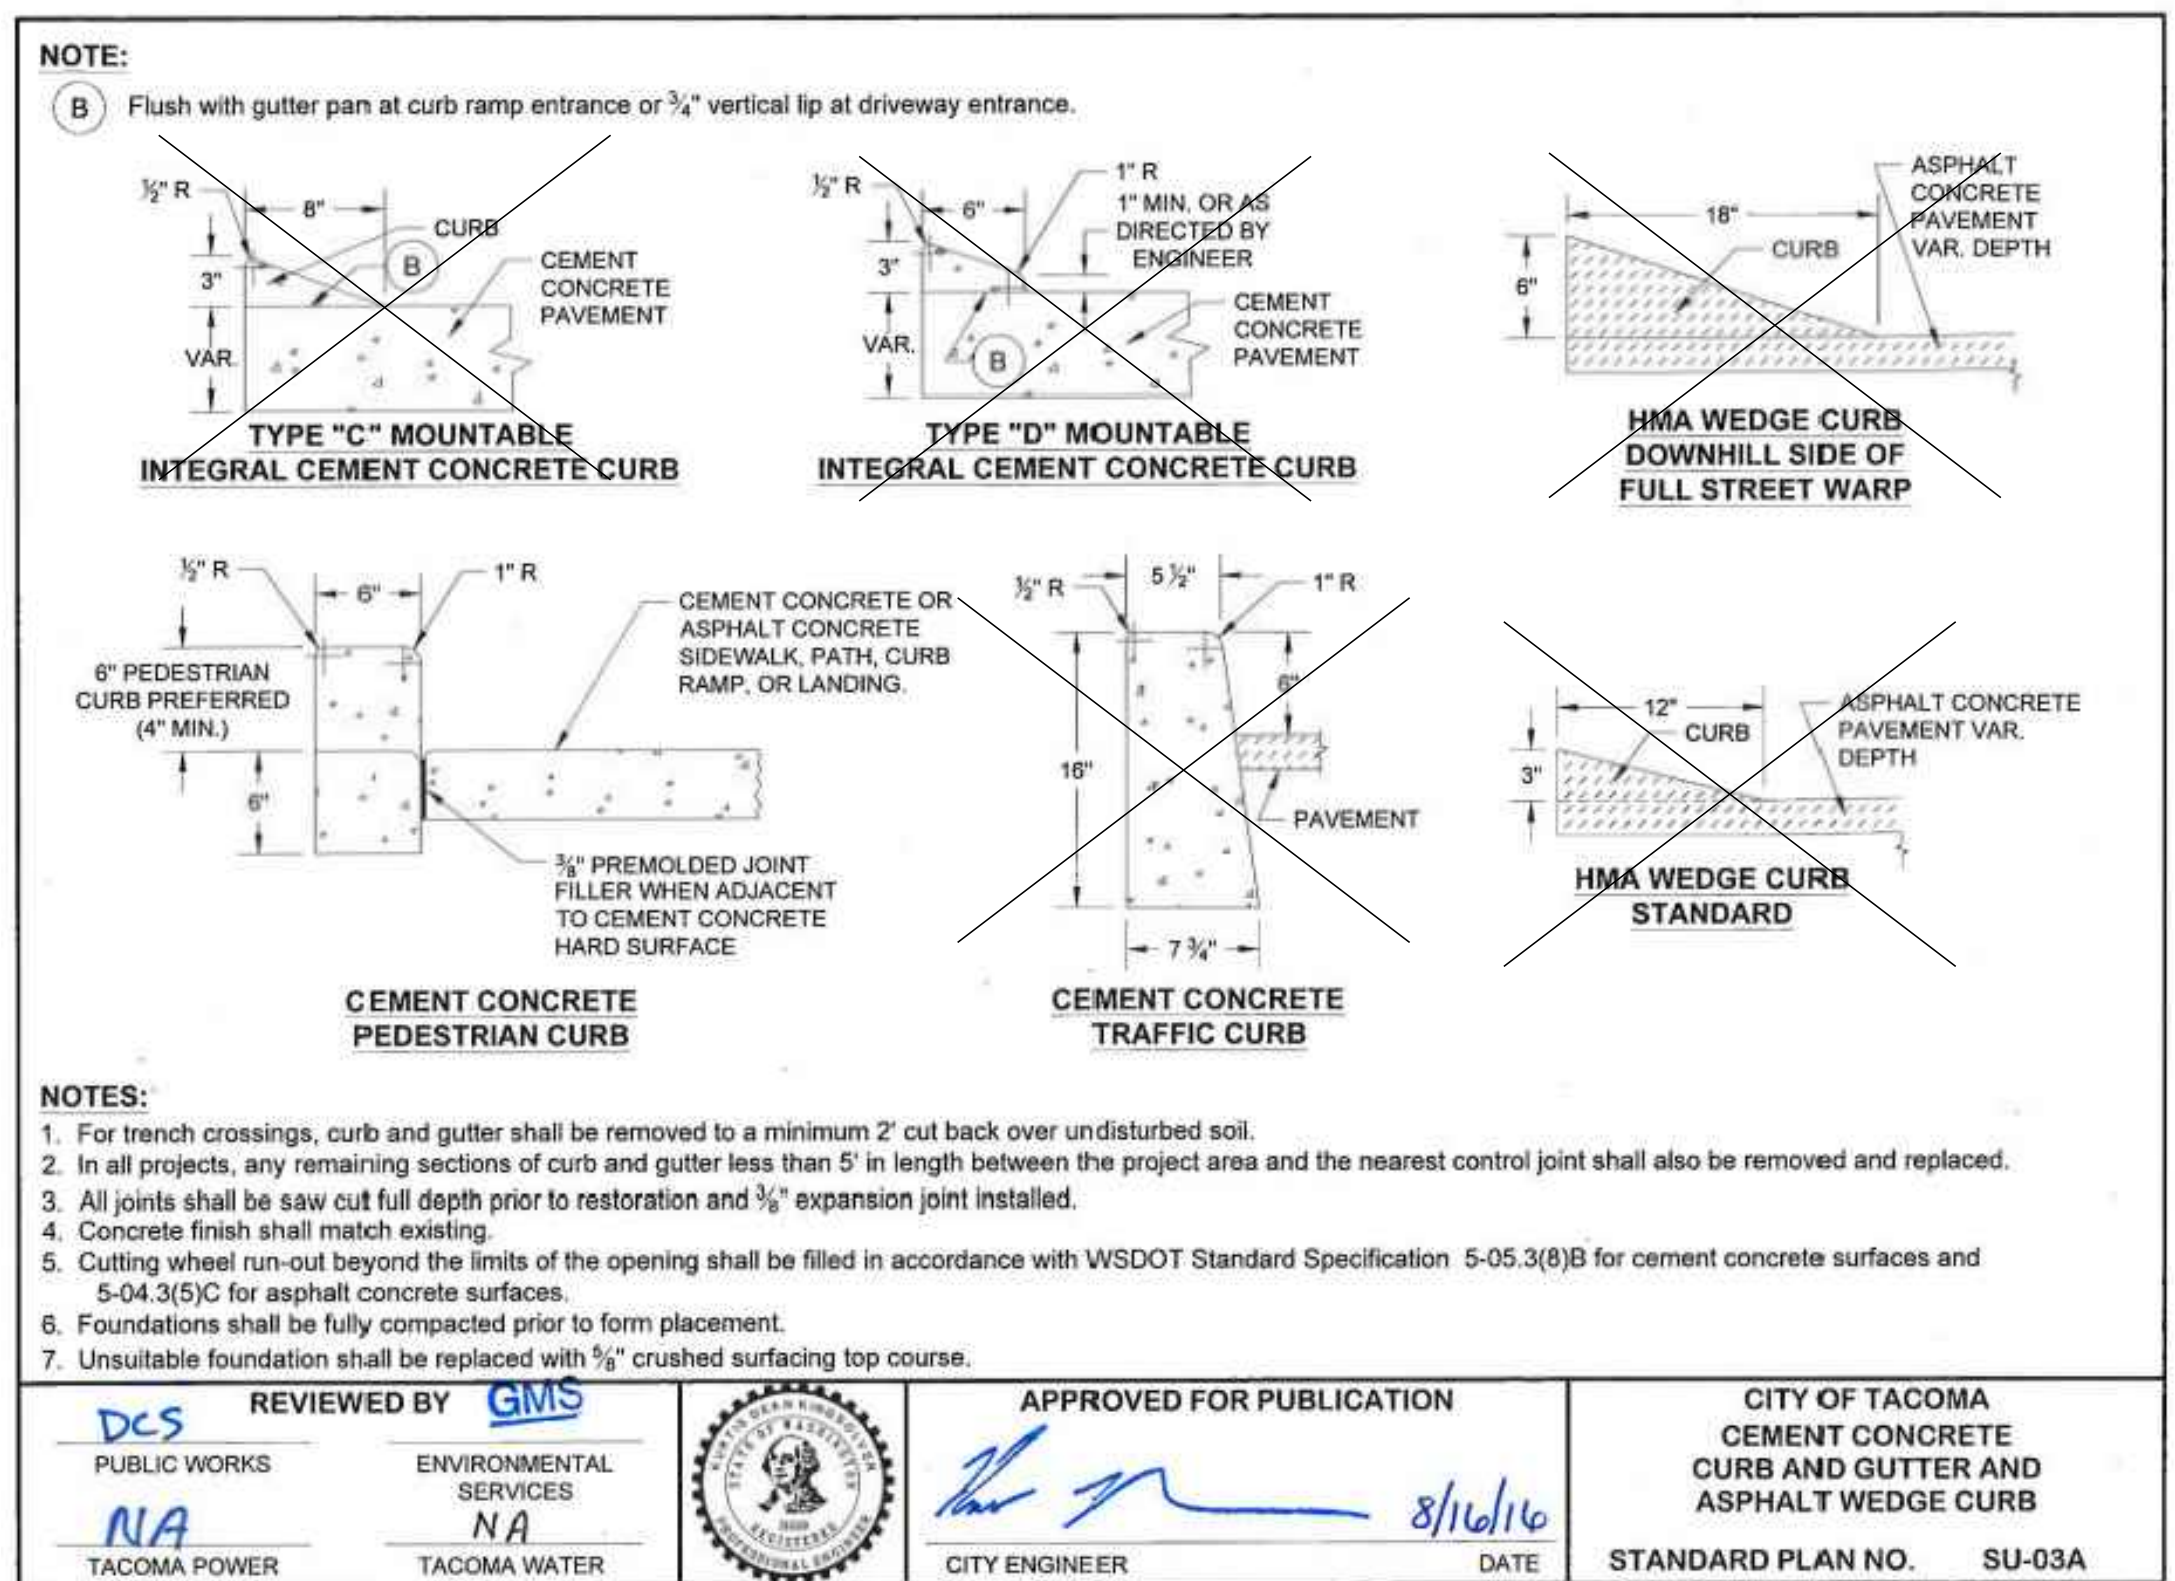 NOTE:
B Flush with gutter pan at curb ramp entrance or ¾" vertical lip at driveway entrance.
½" R
8"
CURB
B
3"
VAR.
CEMENT
CONCRETE
PAVEMENT
TYPE "C" MOUNTABLE
INTEGRAL CEMENT CONCRETE CURB
½" R
6"
1" R
1" MIN. OR AS
DIRECTED BY
ENGINEER
3"
VAR.
B
CEMENT
CONCRETE
PAVEMENT
TYPE "D" MOUNTABLE
INTEGRAL CEMENT CONCRETE CURB
18"
6"
CURB
ASPHALT
CONCRETE
PAVEMENT
VAR. DEPTH
HMA WEDGE CURB
DOWNHILL SIDE OF
FULL STREET WARP
½" R
6"
1" R
6" PEDESTRIAN
CURB PREFERRED
(4" MIN.)
6"
CEMENT CONCRETE OR
ASPHALT CONCRETE
SIDEWALK, PATH, CURB
RAMP, OR LANDING.
⅜" PREMOLDED JOINT
FILLER WHEN ADJACENT
TO CEMENT CONCRETE
HARD SURFACE
CEMENT CONCRETE
PEDESTRIAN CURB
½" R
5 ½"
1" R
6"
16"
PAVEMENT
7 ¾"
CEMENT CONCRETE
TRAFFIC CURB
12"
CURB
3"
ASPHALT CONCRETE
PAVEMENT VAR.
DEPTH
HMA WEDGE CURB
STANDARD
NOTES:
1. For trench crossings, curb and gutter shall be removed to a minimum 2' cut back over undisturbed soil.
2. In all projects, any remaining sections of curb and gutter less than 5' in length between the project area and the nearest control joint shall also be removed and replaced.
3. All joints shall be saw cut full depth prior to restoration and ⅜" expansion joint installed.
4. Concrete finish shall match existing.
5. Cutting wheel run-out beyond the limits of the opening shall be filled in accordance with WSDOT Standard Specification 5-05.3(8)B for cement concrete surfaces and
5-04.3(5)C for asphalt concrete surfaces.
6. Foundations shall be fully compacted prior to form placement.
7. Unsuitable foundation shall be replaced with ⅝" crushed surfacing top course.
REVIEWED BY
DCS
PUBLIC WORKS
GMS
ENVIRONMENTAL
SERVICES
NA
TACOMA POWER
NA
TACOMA WATER
KURTIS DEAN KINGSOLVER
STATE OF WASHINGTON
REGISTERED
PROFESSIONAL ENGINEER
APPROVED FOR PUBLICATION
8/16/16
CITY ENGINEER
DATE
CITY OF TACOMA
CEMENT CONCRETE
CURB AND GUTTER AND
ASPHALT WEDGE CURB
STANDARD PLAN NO. SU-03A